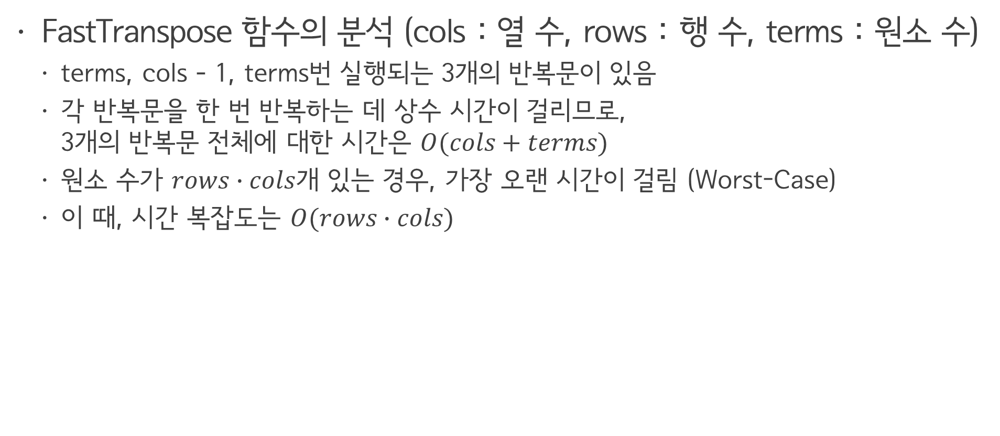 · FastTranspose 함수의 분석 (cols : 열 수, rows : 행 수, terms : 원소 수)
· terms, cols - 1, terms번 실행되는 3개의 반복문이 있음
· 각 반복문을 한 번 반복하는 데 상수 시간이 걸리므로,
3개의 반복문 전체에 대한 시간은 O(cols + terms)
· 원소 수가 rows · cols개 있는 경우, 가장 오랜 시간이 걸림 (Worst-Case)
· 이 때, 시간 복잡도는 O(rows · cols)